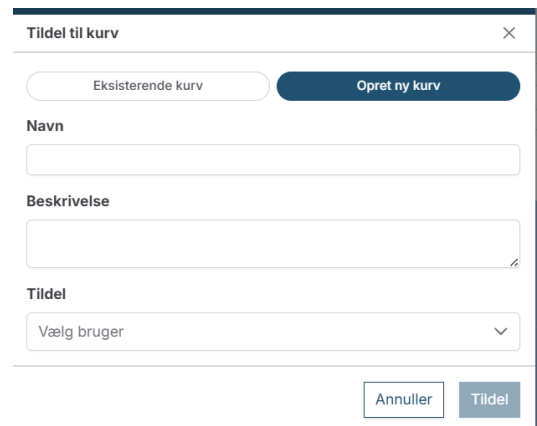 Tildel til kurv
Eksisterende kurv Opret ny kurv
Navn
Beskrivelse
Tildel
Vælg bruger
Annuller Tildel